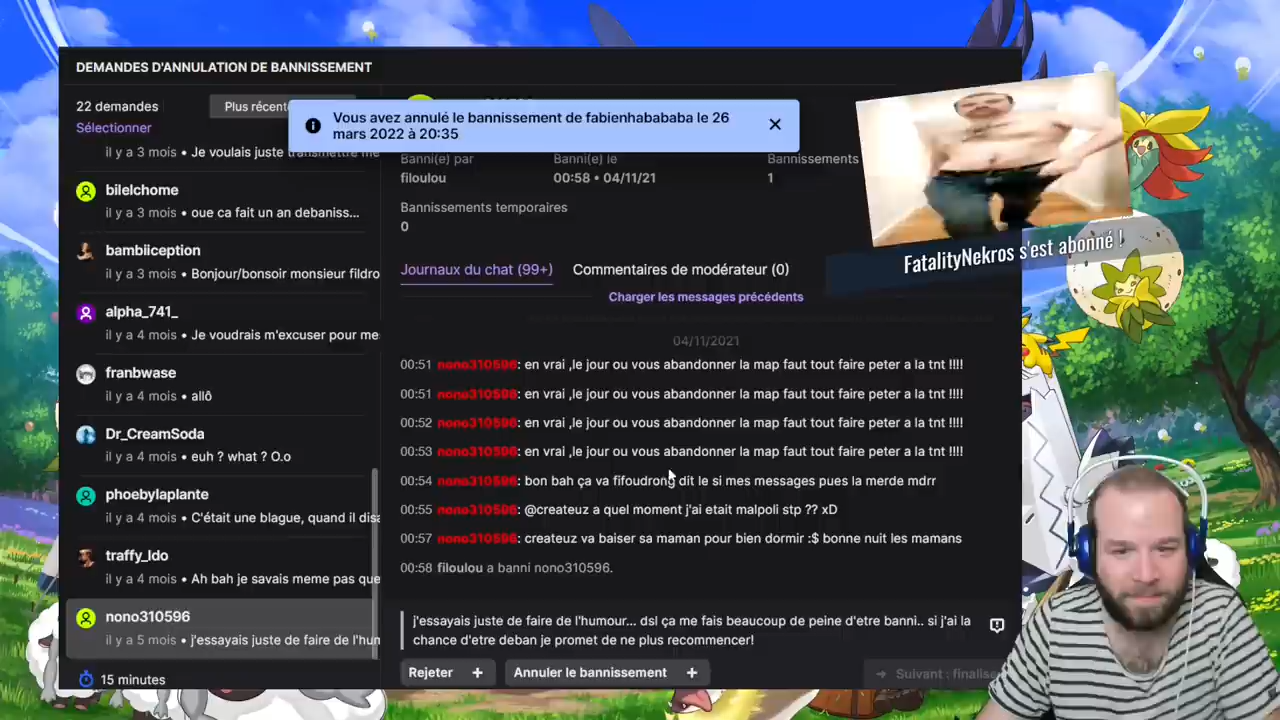 DEMANDES D'ANNULATION DE BANNISSEMENT
22 demandes
Plus récent
Sélectionner
Vous avez annulé le bannissement de fabienhabababa le 26
mars 2022 à 20:35
il y a 3 mois • Je voulais juste transmettre me
bilelchome
il y a 3 mois • oue ca fait un an debaniss...
bambiiception
il y a 3 mois • Bonjour/bonsoir monsieur fildro
alpha_741_
il y a 4 mois • Je voudrais m'excuser pour me
franbwase
il y a 4 mois • allô
Dr_CreamSoda
il y a 4 mois • euh ? what ? O.o
phoebylaplante
il y a 4 mois • C'était une blague, quand il disa
traffy_ldo
il y a 4 mois • Ah bah je savais meme pas que
nono310596
il y a 5 mois • j'essayais juste de faire de l'hum
15 minutes
Banni(e) par
filoulou
Banni(e) le
00:58 • 04/11/21
Bannissements
1
Bannissements temporaires
0
Journaux du chat (99+)
Commentaires de modérateur (0)
Charger les messages précédents
04/11/2021
00:51 nono310596: en vrai ,le jour ou vous abandonner la map faut tout faire peter a la tnt !!!!
00:51 nono310596: en vrai ,le jour ou vous abandonner la map faut tout faire peter a la tnt !!!!
00:52 nono310596: en vrai ,le jour ou vous abandonner la map faut tout faire peter a la tnt !!!!
00:53 nono310596: en vrai ,le jour ou vous abandonner la map faut tout faire peter a la tnt !!!!
00:54 nono310596: bon bah ça va fifoudrong dit le si mes messages pues la merde mdrr
00:55 nono310596: @createuz a quel moment j'ai etait malpoli stp ?? xD
00:57 nono310596: createuz va baiser sa maman pour bien dormir :$ bonne nuit les mamans
00:58 filoulou a banni nono310596.
j'essayais juste de faire de l'humour... dsl ça me fais beaucoup de peine d'etre banni.. si j'ai la
chance d'etre deban je promet de ne plus recommencer!
Rejeter +
Annuler le bannissement +
→ Suivant : finalise
FatalityNekros s'est abonné !